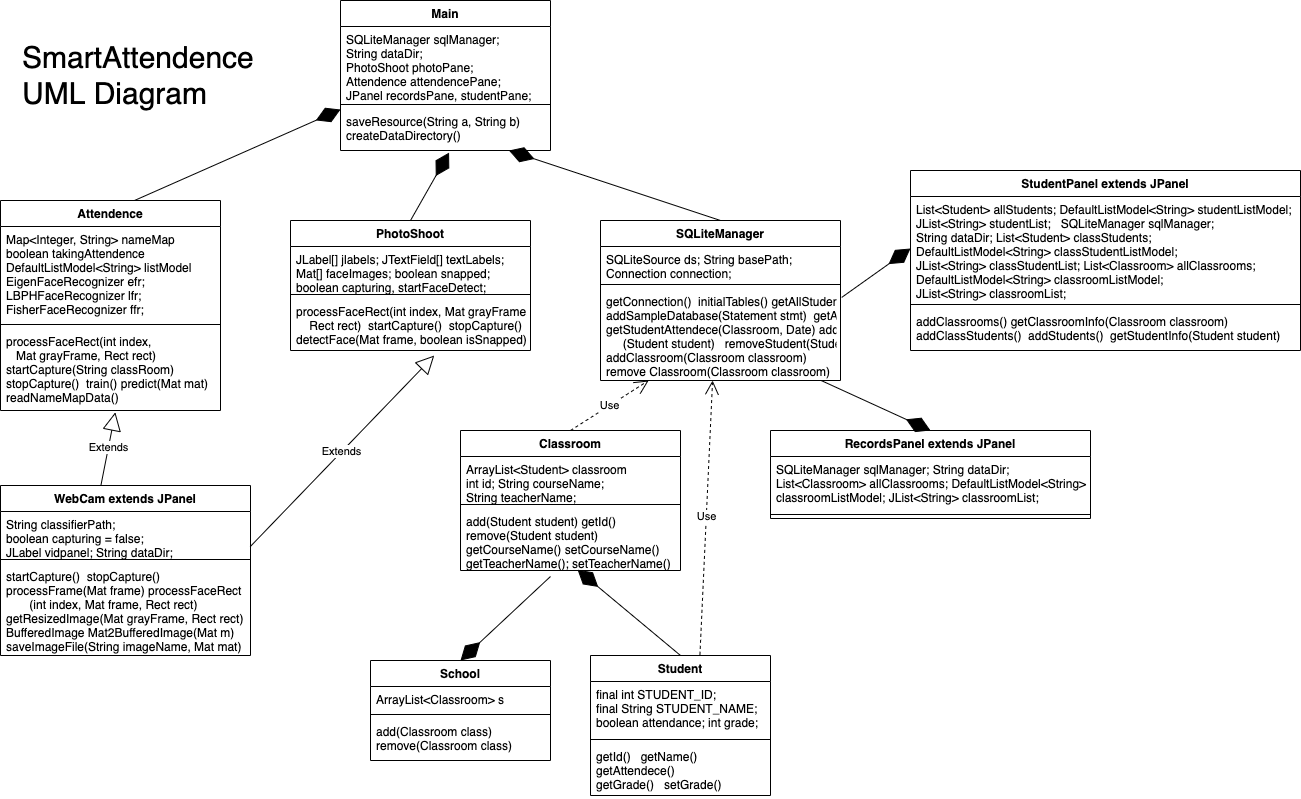 SmartAttendence
UML Diagram
Main
SQLiteManager sqlManager;
String dataDir;
PhotoShoot photoPane;
Attendence attendencePane;
JPanel recordsPane, studentPane;
saveResource(String a, String b)
createDataDirectory()
Attendence
Map<Integer, String> nameMap
boolean takingAttendence
DefaultListModel<String> listModel
EigenFaceRecognizer efr;
LBPHFaceRecognizer lfr;
FisherFaceRecognizer ffr;
processFaceRect(int index,
Mat grayFrame, Rect rect)
startCapture(String classRoom)
stopCapture() train() predict(Mat mat)
readNameMapData()
PhotoShoot
JLabel[] jlabels; JTextField[] textLabels;
Mat[] faceImages; boolean snapped;
boolean capturing, startFaceDetect;
processFaceRect(int index, Mat grayFrame
Rect rect) startCapture() stopCapture()
detectFace(Mat frame, boolean isSnapped)
SQLiteManager
SQLiteSource ds; String basePath;
Connection connection;
getConnection() initialTables() getAllStuder
addSampleDatabase(Statement stmt) getA
getStudentAttendece(Classroom, Date) add
(Student student) removeStudent(Stude
addClassroom(Classroom classroom)
remove Classroom(Classroom classroom)
StudentPanel extends JPanel
List<Student> allStudents; DefaultListModel<String> studentListModel;
JList<String> studentList; SQLiteManager sqlManager;
String dataDir; List<Student> classStudents;
DefaultListModel<String> classStudentListModel;
JList<String> classStudentList; List<Classroom> allClassrooms;
DefaultListModel<String> classroomListModel;
JList<String> classroomList;
addClassrooms() getClassroomInfo(Classroom classroom)
addClassStudents() addStudents() getStudentInfo(Student student)
Extends
Extends
Use
Use
WebCam extends JPanel
String classifierPath;
boolean capturing = false;
JLabel vidpanel; String dataDir;
startCapture() stopCapture()
processFrame(Mat frame) processFaceRect
(int index, Mat frame, Rect rect)
getResizedImage(Mat grayFrame, Rect rect)
BufferedImage Mat2BufferedImage(Mat m)
saveImageFile(String imageName, Mat mat)
Classroom
ArrayList<Student> classroom
int id; String courseName;
String teacherName;
add(Student student) getId()
remove(Student student)
getCourseName() setCourseName()
getTeacherName(); setTeacherName()
RecordsPanel extends JPanel
SQLiteManager sqlManager; String dataDir;
List<Classroom> allClassrooms; DefaultListModel<String>
classroomListModel; JList<String> classroomList;
School
ArrayList<Classroom> s
add(Classroom class)
remove(Classroom class)
Student
final int STUDENT_ID;
final String STUDENT_NAME;
boolean attendance; int grade;
getId() getName()
getAttendece()
getGrade() setGrade()